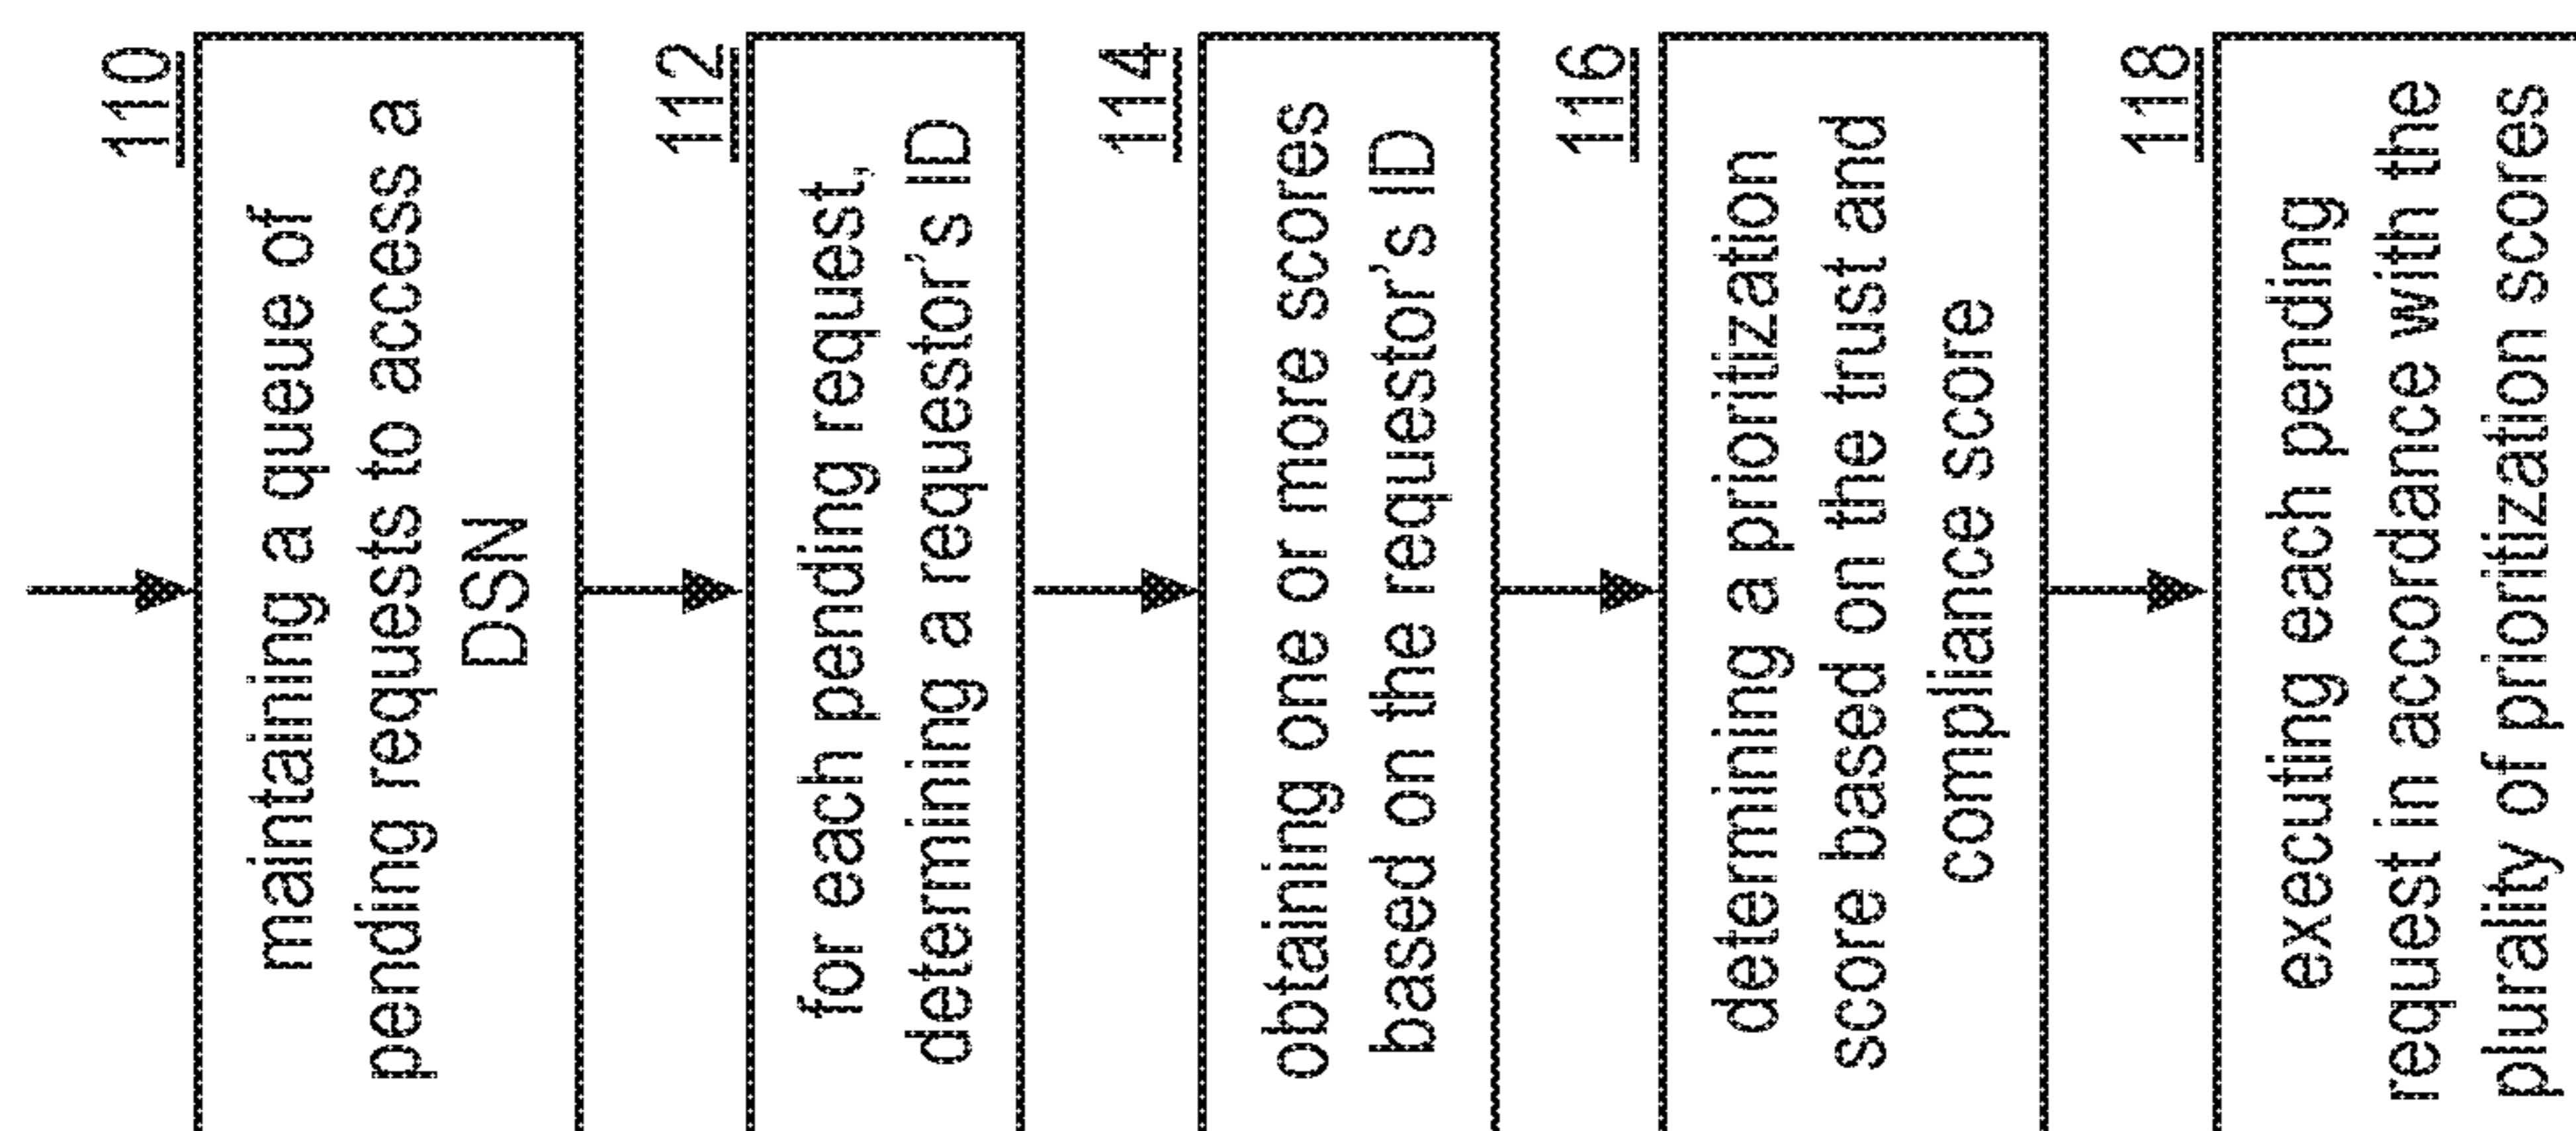 110
maintaining a queue of
pending requests to access a
DSN
112
for each pending request,
determining a requestor's ID
114
obtaining one or more scores
based on the requestor's ID
116
determining a prioritization
score based on the trust and
compliance score
118
executing each pending
request in accordance with the
plurality of prioritization scores